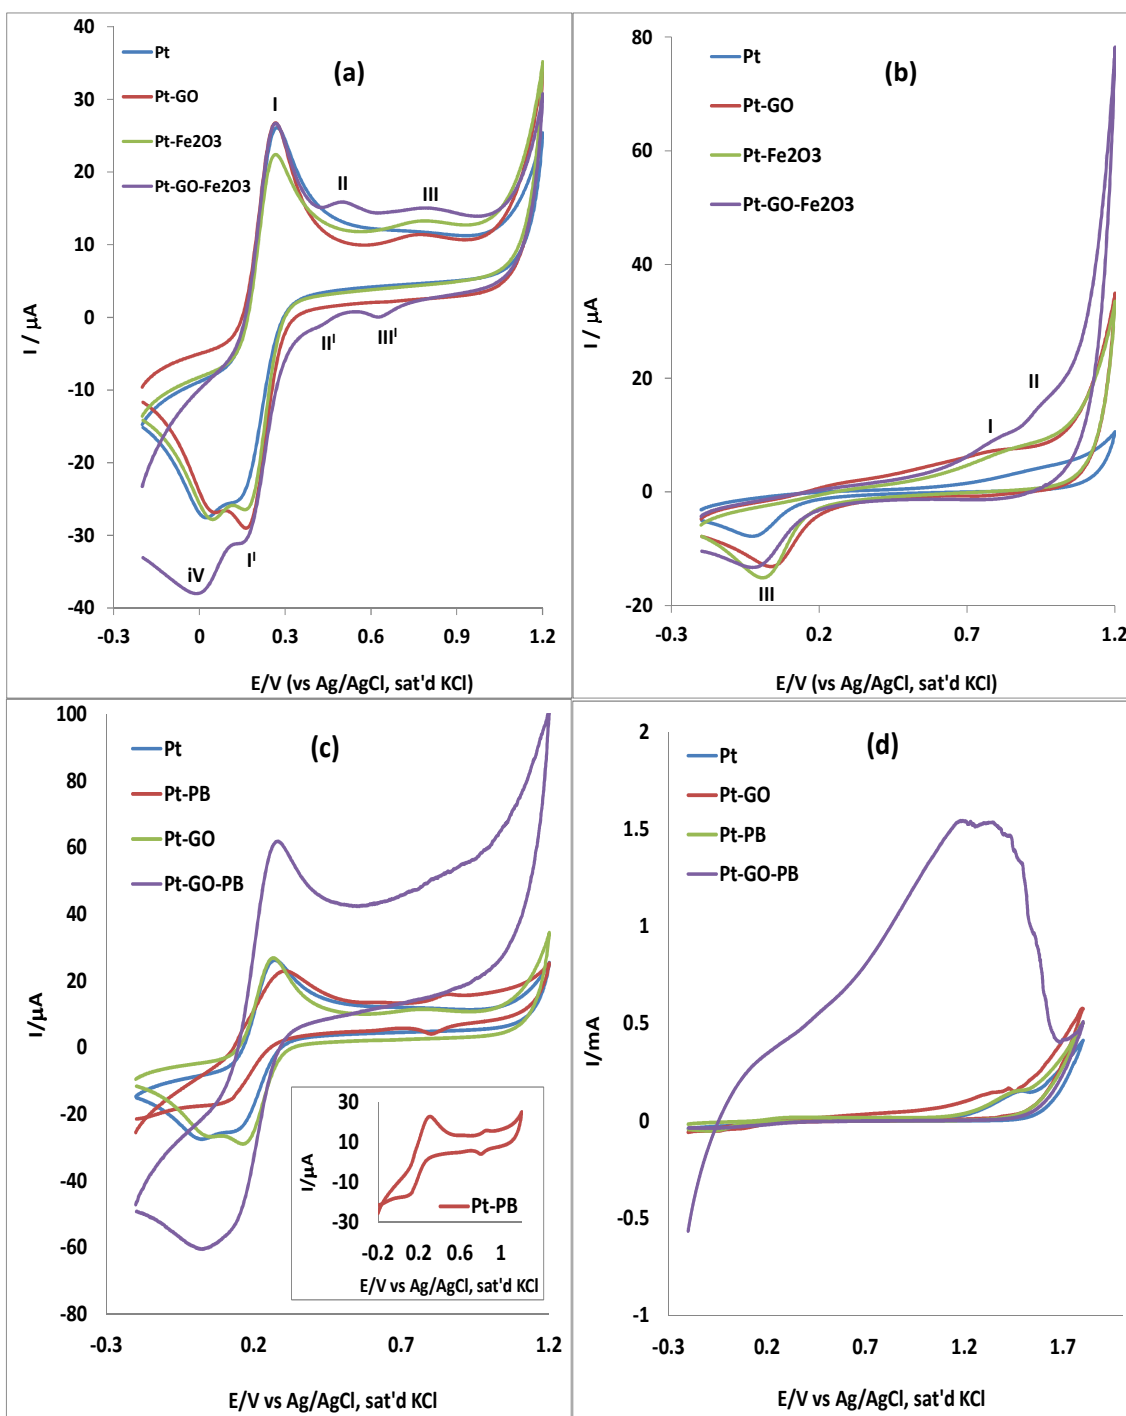 (a)
Pt
Pt-GO
Pt-Fe2O3
Pt-GO-Fe2O3
I
II
III
II^I
III^I
I^I
iV
40
30
20
10
0
-10
-20
-30
-40
I / µA
-0.3 0 0.3 0.6 0.9 1.2
E/V (vs Ag/AgCl, sat'd KCl)
(b)
Pt
Pt-GO
Pt-Fe2O3
Pt-GO-Fe2O3
I
II
III
80
60
40
20
0
-20
I / µA
-0.3 0.2 0.7 1.2
E/V (vs Ag/AgCl, sat'd KCl)
(c)
Pt
Pt-PB
Pt-GO
Pt-GO-PB
100
80
60
40
20
0
-20
-40
-60
-80
I/µA
-0.3 0.2 0.7 1.2
E/V vs Ag/AgCl, sat'd KCl
30
10
-10
-30
I/µA
Pt-PB
-0.2 0.2 0.6 1
E/V vs Ag/AgCl, sat'd KCl
(d)
Pt
Pt-GO
Pt-PB
Pt-GO-PB
2
1.5
1
0.5
0
-0.5
-1
I/mA
-0.3 0.2 0.7 1.2 1.7
E/V vs Ag/AgCl, sat'd KCl